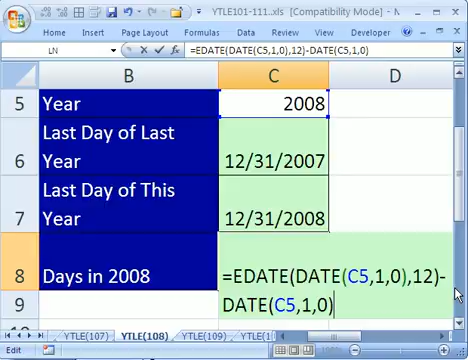 YTLE101-111.xls [Compatibility Mode]
Home Insert Page Layout Formulas Data Review View Developer
LN =EDATE(DATE(C5,1,0),12)-DATE(C5,1,0)
B C D
5 Year 2008
Last Day of Last
6 Year 12/31/2007
Last Day of This
7 Year 12/31/2008
8 Days in 2008 =EDATE(DATE(C5,1,0),12)-
9 DATE(C5,1,0)
YTLE(107) YTLE(108) YTLE(109)
Edit